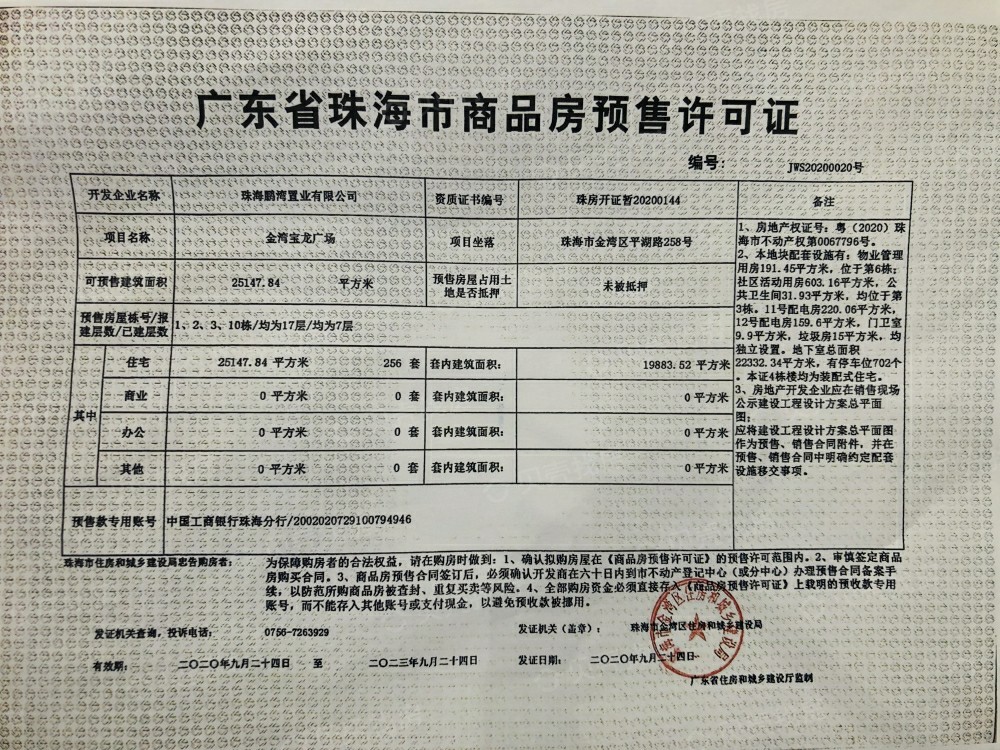 广东省珠海市商品房预售许可证
编号： JWS20200020号
开发企业名称 珠海鹏湾置业有限公司 资质证书编号 珠房开证暂20200144 备注
项目名称 金湾宝龙广场 项目坐落 珠海市金湾区平湖路258号
可预售建筑面积 25147.84 平方米 预售房屋占用土
地是否抵押 未被抵押
预售房屋栋号/报
建层数/已建层数 1、2、3、10栋/均为17层/均为7层
其中
住宅 25147.84 平方米 256 套 套内建筑面积: 19883.52 平方米
商业 0 平方米 0 套 套内建筑面积: 0 平方米
办公 0 平方米 0 套 套内建筑面积: 0 平方米
其他 0 平方米 0 套 套内建筑面积: 0 平方米
预售款专用账号 中国工商银行珠海分行/2002020729100794946
1、房地产权证号：粤（2020）珠
海市不动产权第0067796号。
2、本地块配套设施有：物业管理
用房191.45平方米，位于第6栋；
社区活动用房603.16平方米，公
共卫生间31.93平方米，均位于第
3栋。11号配电房220.06平方米，
12号配电房159.6平方米，门卫室
9.9平方米，垃圾房15平方米，均
独立设置。地下室总面积
22332.34平方米，有停车位702个
。本证4栋楼均为装配式住宅。
3、房地产开发企业应在销售现场
公示建设工程设计方案总平面
图；
应将建设工程设计方案总平面图
作为预售、销售合同附件，并在
预售、销售合同中明确约定配套
设施移交事项。
珠海市住房和城乡建设局忠告购房者： 为保障购房者的合法权益，请在购房时做到：1、确认拟购房屋在《商品房预售许可证》的预售许可范围内。2、审慎签定商品
房购买合同。3、商品房预售合同签订后，必须确认开发商在六十日内到市不动产登记中心（或分中心）办理预售合同备案手
续，以防范所购商品房被查封、重复买卖等风险。4、全部购房资金必须直接存入《商品房预售许可证》上载明的预收款专用
账号，而不能存入其他账号或支付现金，以避免预收款被挪用。
发证机关查询，投诉电话： 0756-7263929 发证机关（盖章）： 珠海市金湾区住房和城乡建设局
有效期： 二〇二〇年九月二十四日 至 二〇二三年九月二十四日 发证日期： 二〇二〇年九月二十四日
广东省住房和城乡建设厅监制